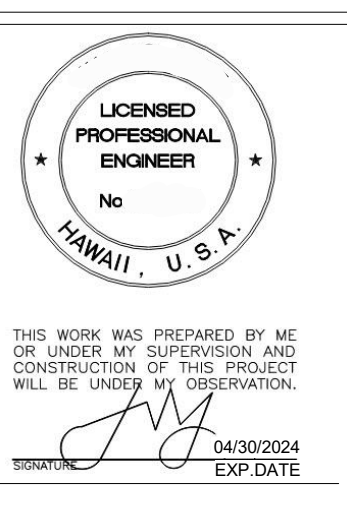 LICENSED
PROFESSIONAL
ENGINEER
No
HAWAII, U.S.A.
THIS WORK WAS PREPARED BY ME
OR UNDER MY SUPERVISION AND
CONSTRUCTION OF THIS PROJECT
WILL BE UNDER MY OBSERVATION.
04/30/2024
SIGNATURE EXP.DATE